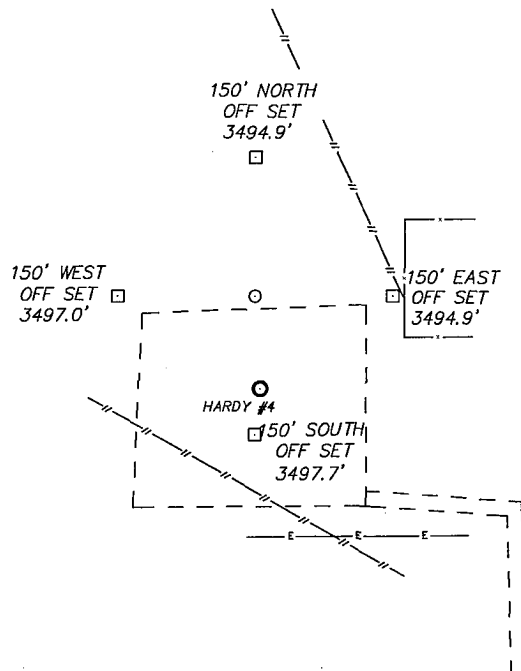 150' NORTH
OFF SET
3494.9'
150' WEST
OFF SET
3497.0'
150' EAST
OFF SET
3494.9'
HARDY #4
150' SOUTH
OFF SET
3497.7'
E E E